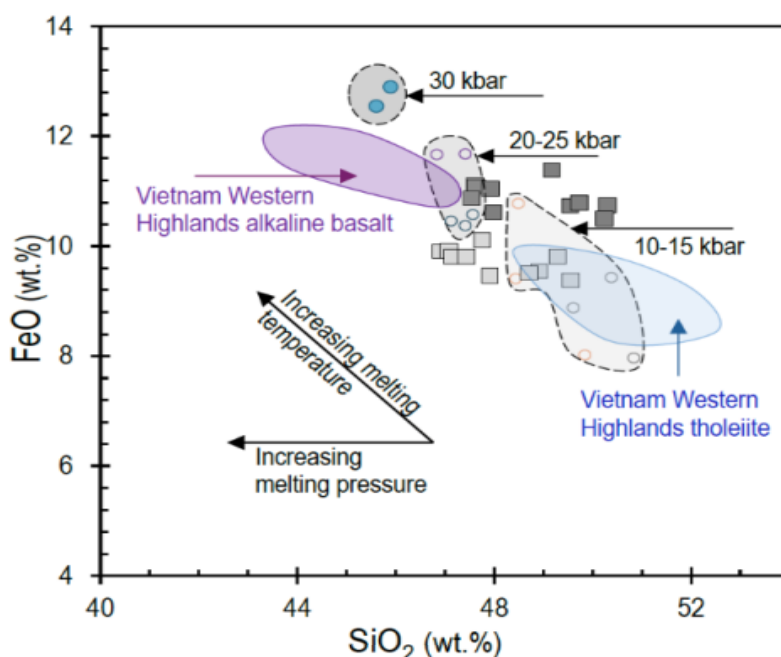 14
12
10
8
6
4
FeO (wt.%)
30 kbar
20-25 kbar
Vietnam Western
Highlands alkaline basalt
10-15 kbar
Increasing melting
temperature
Increasing
melting pressure
Vietnam Western
Highlands tholeiite
40
44
48
52
SiO₂ (wt.%)